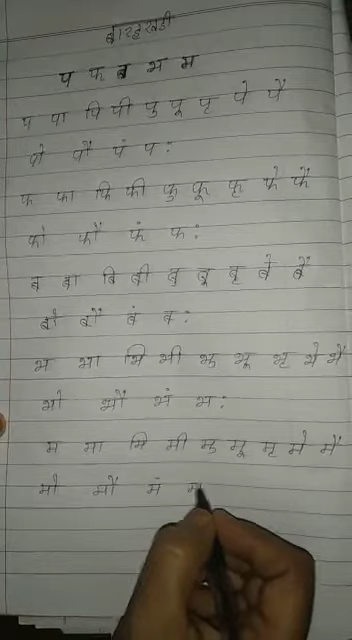 बारहखडी
प फ ब भ म
प पा पि पी पु पू पृ पे पै
पो पौ पं पः
फ फा फि फी फु फू फृ फे फै
फो फौ फं फः
ब बा बि बी बु बू बृ बे बै
बो बौ बं बः
भ भा भि भी भु भू भृ भे भै
भो भौ भं भः
म मा मि मी मु मू मृ मे मै
मो मौ मं म